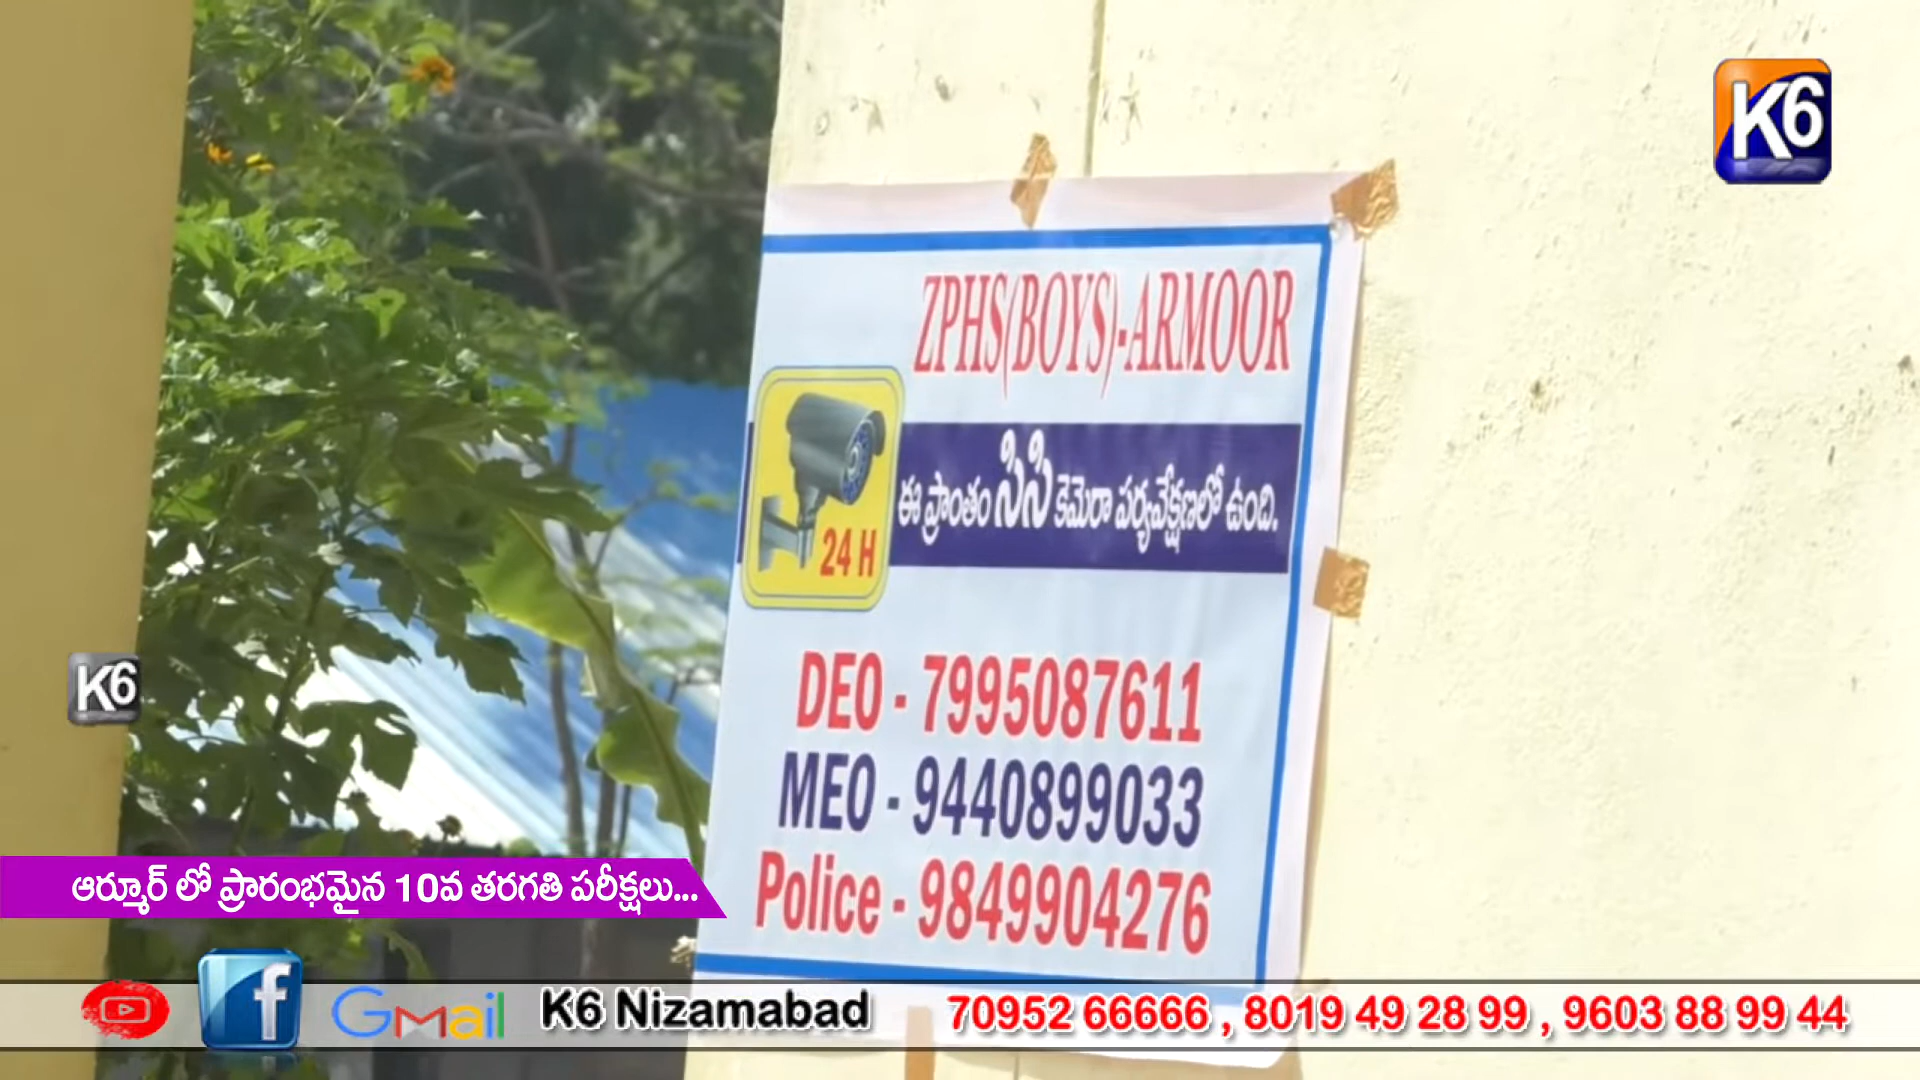 K6
ZPHS(BOYS)-ARMOOR
ఈ ప్రాంతం సిసి కెమెరా పర్యవేక్షణలో ఉంది.
24 H
DEO - 7995087611
MEO - 9440899033
Police - 9849904276
K6
ఆర్మూర్ లో ప్రారంభమైన 10వ తరగతి పరీక్షలు...
f Gmail K6 Nizamabad 70952 66666 , 8019 49 28 99 , 9603 88 99 44